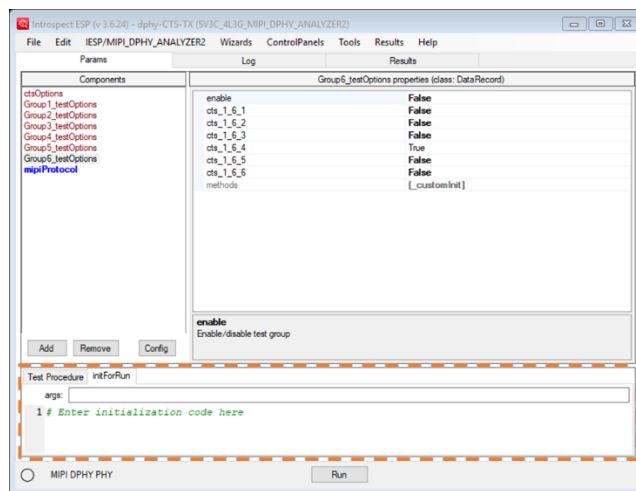 Introspect ESP (v 3.6.24) - dphy-CTS-TX (SV3C_4L3G_MIPI_DPHY_ANALYZER2)
File Edit IESP/MIPI_DPHY_ANALYZER2 Wizards ControlPanels Tools Results Help
Params Log Results
Components
Group6_testOptions properties (class: DataRecord)
ctsOptions
Group1_testOptions
Group2_testOptions
Group3_testOptions
Group4_testOptions
Group5_testOptions
Group6_testOptions
mipiProtocol
enable False
cts_1_6_1 False
cts_1_6_2 False
cts_1_6_3 False
cts_1_6_4 True
cts_1_6_5 False
cts_1_6_6 False
methods [_customInit]
enable
Enable/disable test group
Add Remove Config
Test Procedure initForRun
args:
1 # Enter initialization code here
MIPI DPHY PHY Run